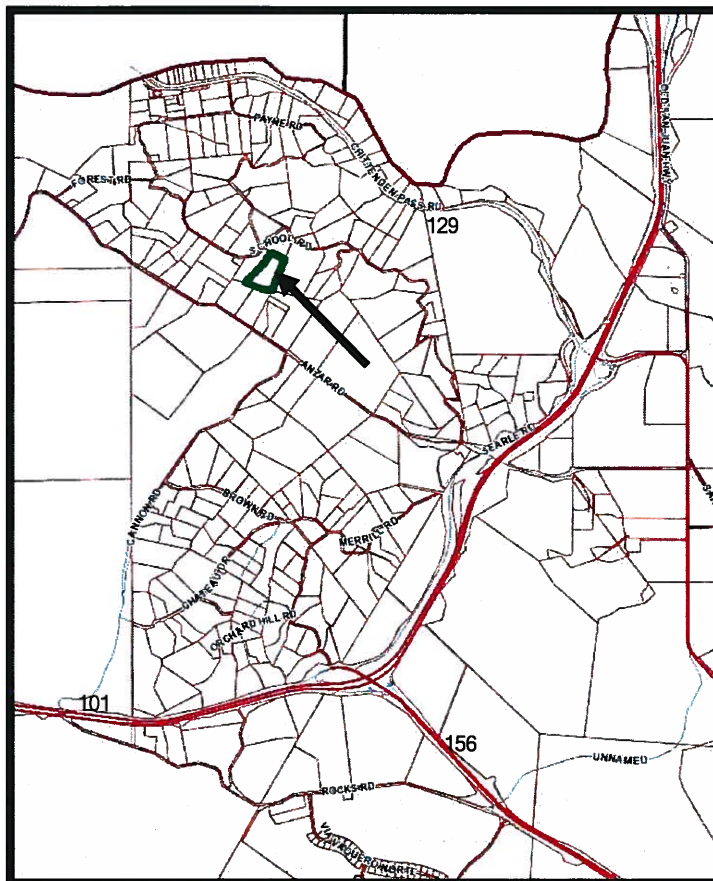 OLD SAN JUAN HWY
PAYNE RD
CRITTENDEN PASS RD
FOREST RD
129
SCHOOL RD
ANZAR RD
SEARLE RD
BROWN RD
CANNON RD
MERRILL RD
CHATEAU DR
ORCHARD HILL RD
101
156
UNNAMED
ROCKS RD